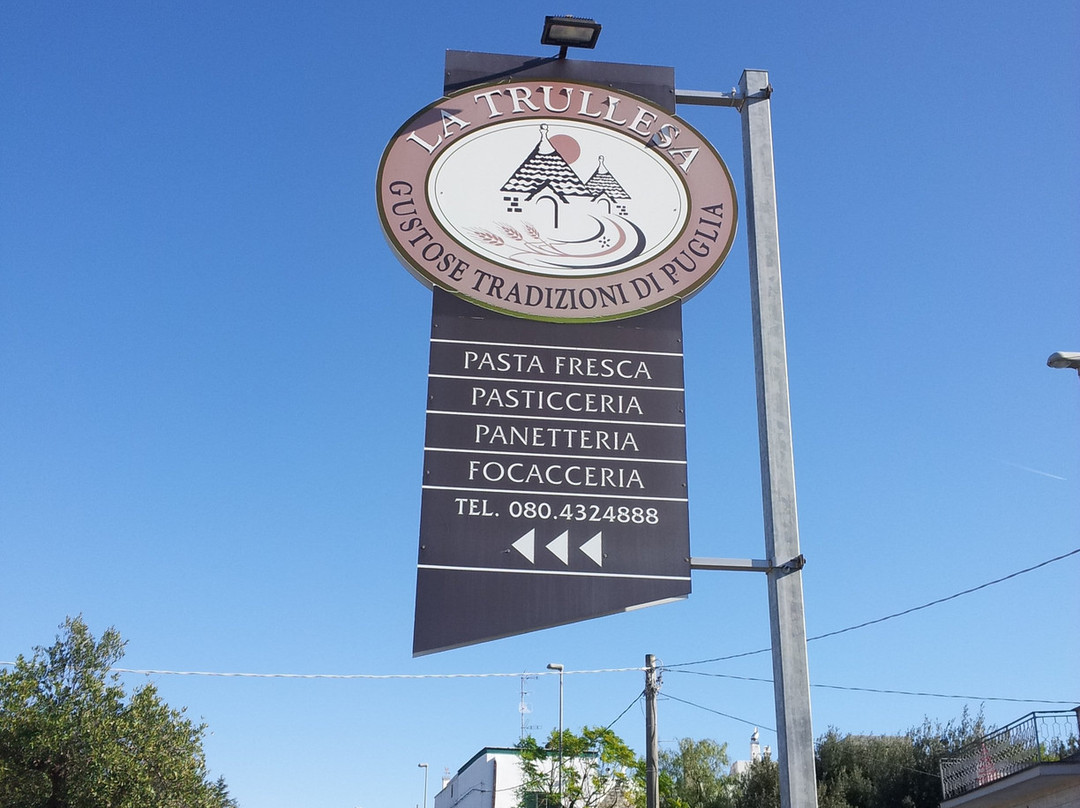 LA TRULLESA
GUSTOSE TRADIZIONI DI PUGLIA
PASTA FRESCA
PASTICCERIA
PANETTERIA
FOCACCERIA
TEL. 080.4324888